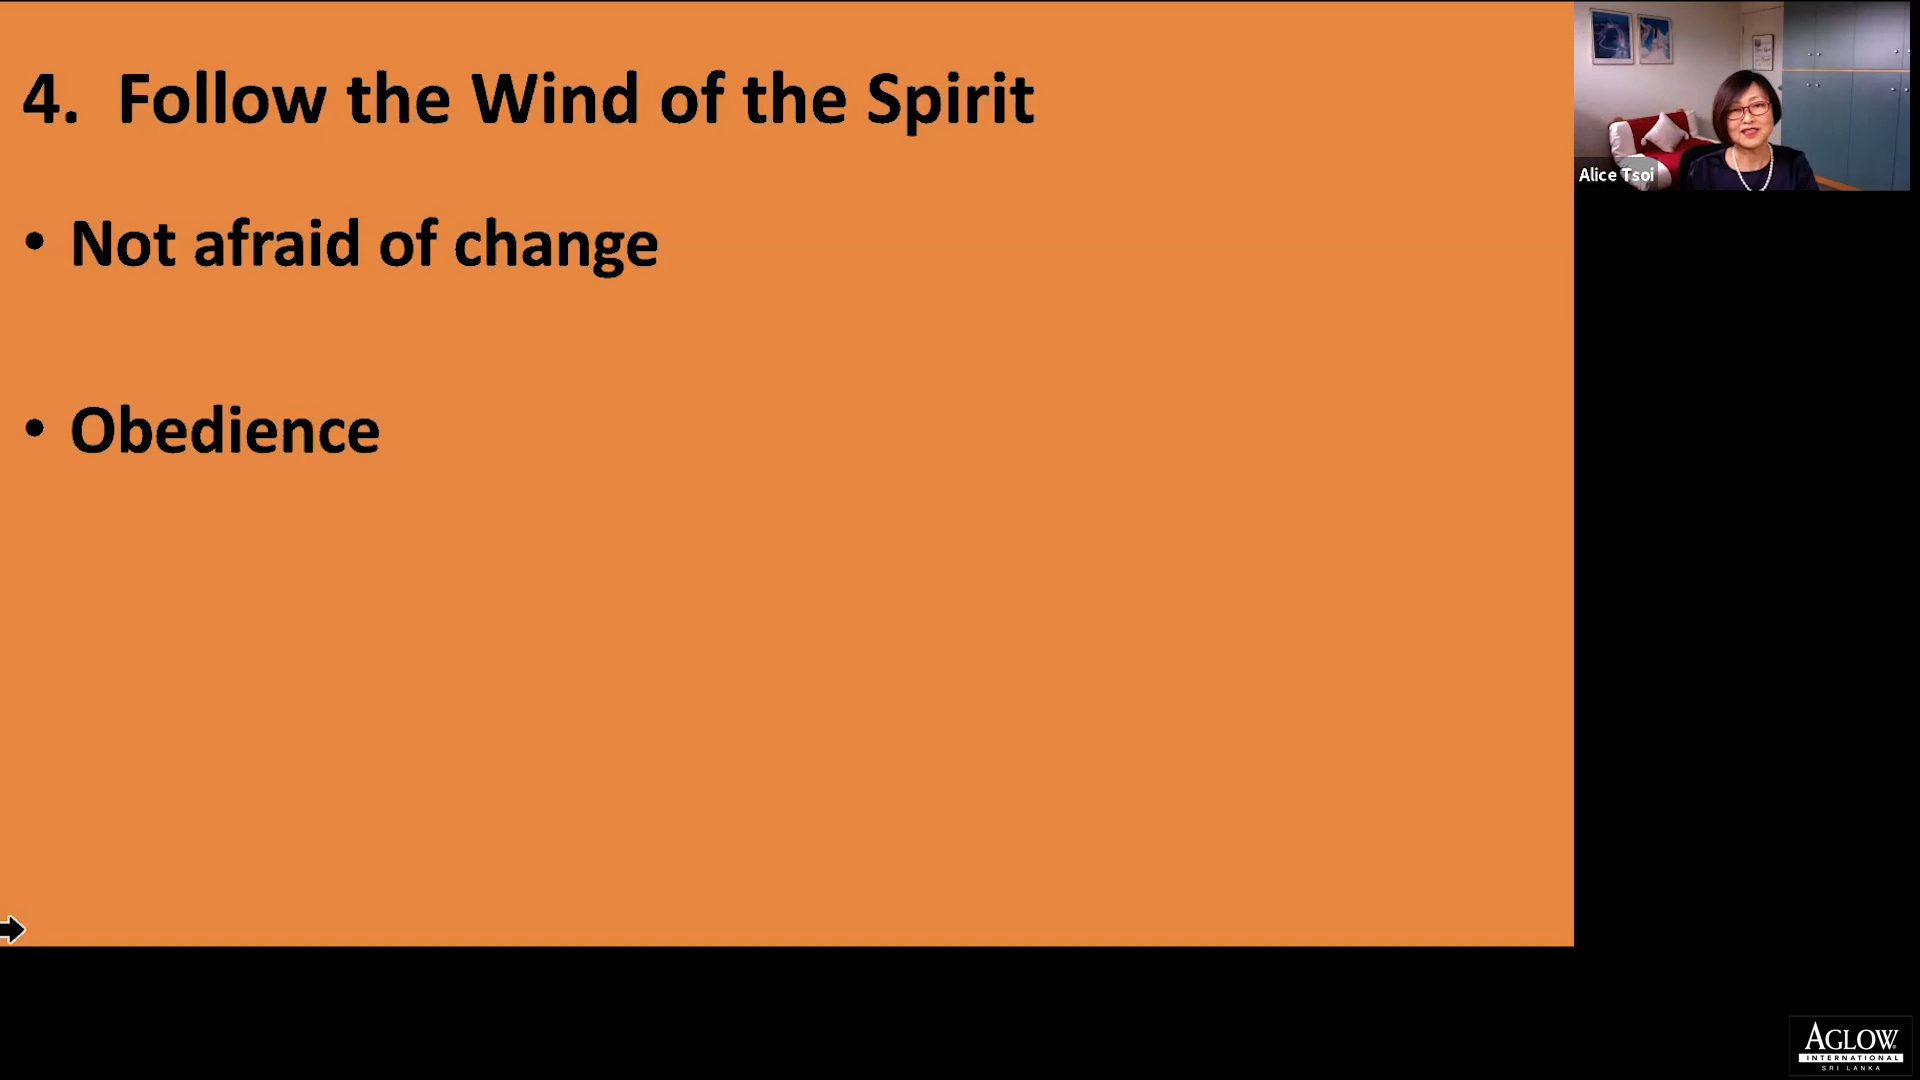 4. Follow the Wind of the Spirit
• Not afraid of change
• Obedience
Alice Tsoi
AGLOW
INTERNATIONAL
SRI LANKA